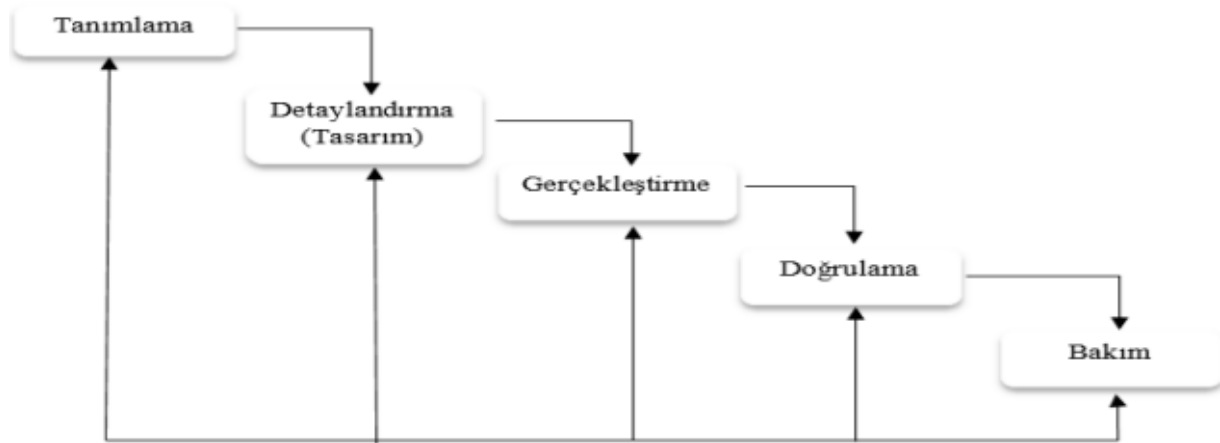 Tanımlama
Detaylandırma
(Tasarım)
Gerçekleştirme
Doğrulama
Bakım